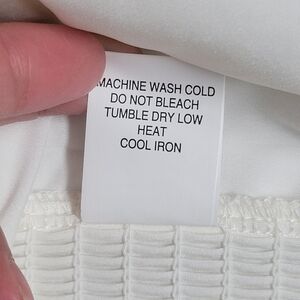 MACHINE WASH COLD
DO NOT BLEACH
TUMBLE DRY LOW
HEAT
COOL IRON